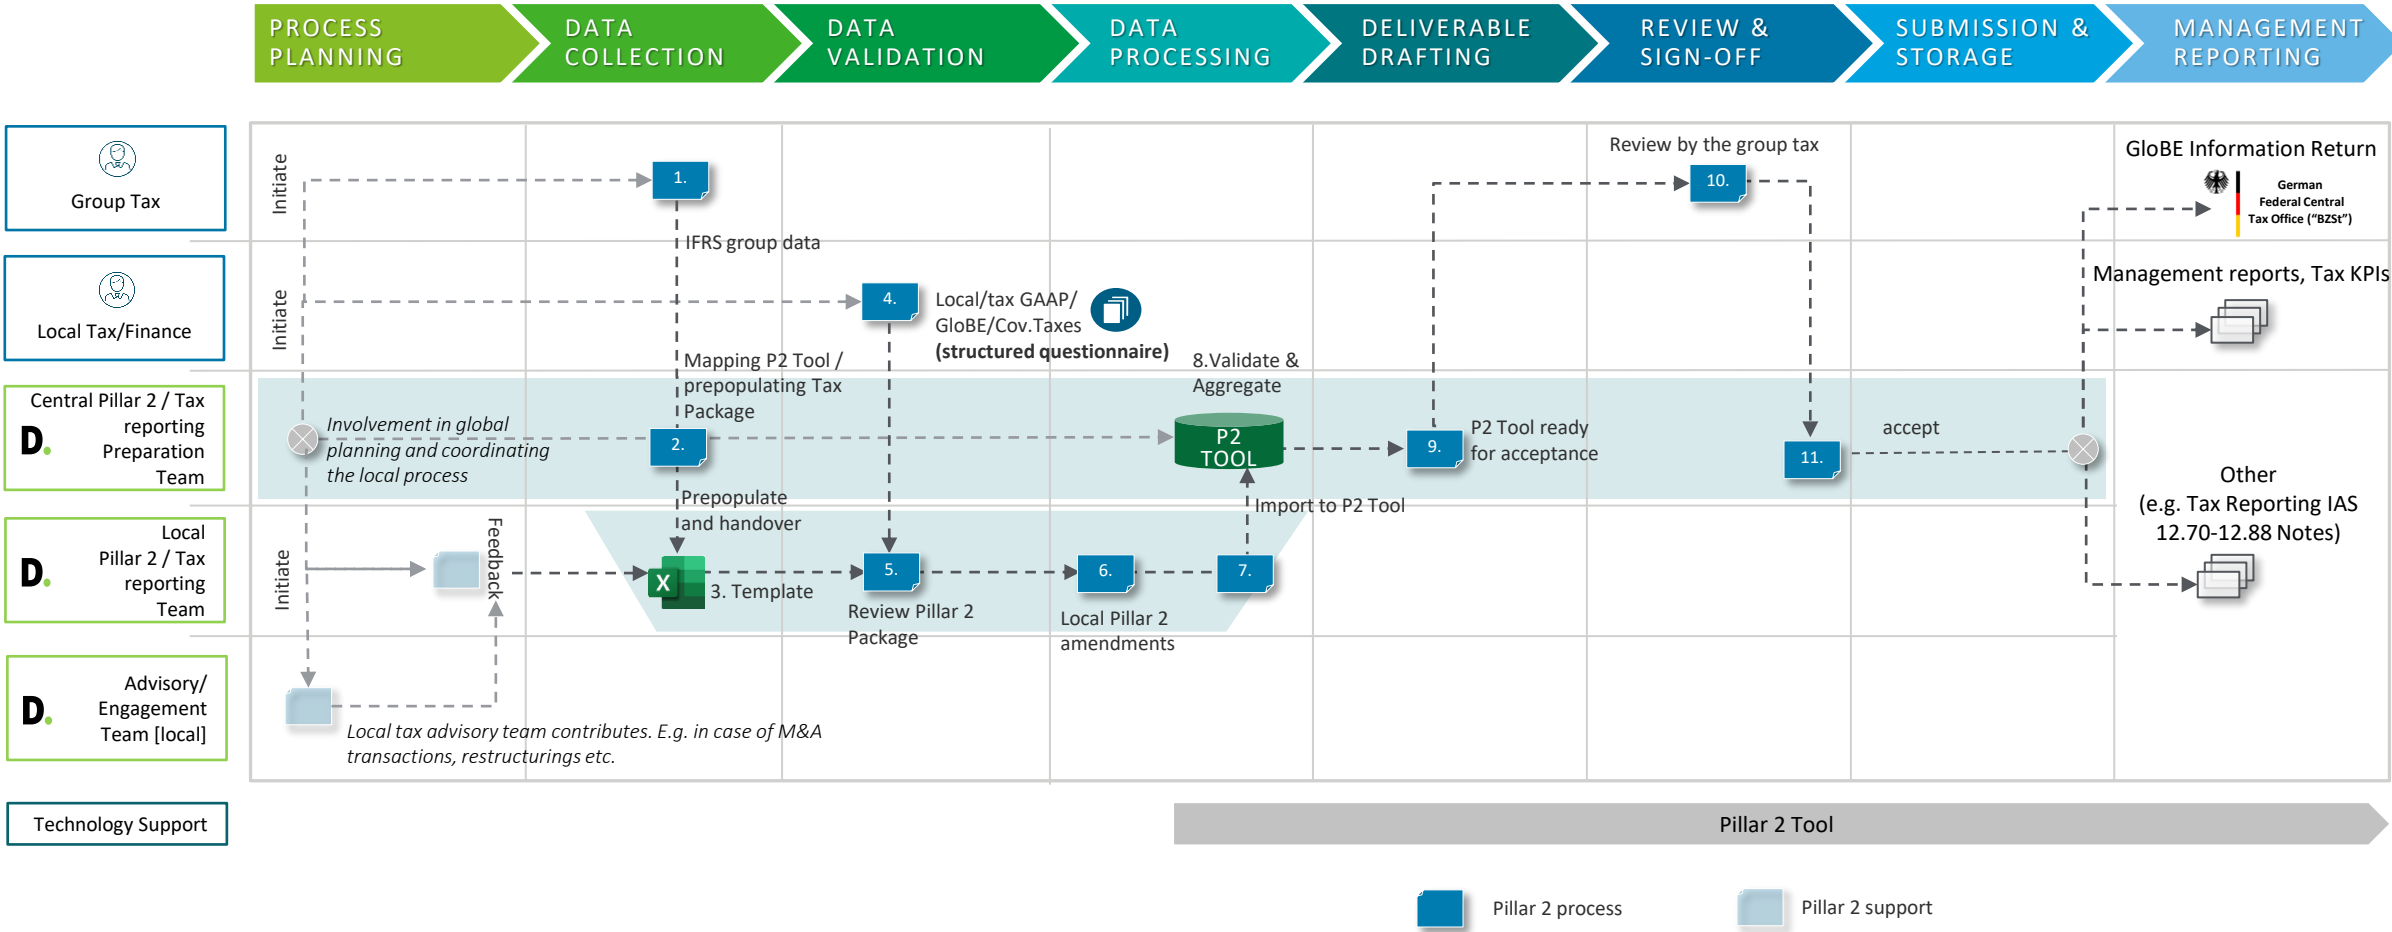 PROCESS
PLANNING
DATA
COLLECTION
DATA
VALIDATION
DATA
PROCESSING
DELIVERABLE
DRAFTING
REVIEW &
SIGN-OFF
SUBMISSION &
STORAGE
MANAGEMENT
REPORTING
Group Tax
Initiate
1.
IFRS group data
Review by the group tax
10.
GloBE Information Return
German
Federal Central
Tax Office ("BZSt")
Local Tax/Finance
Initiate
4.
Local/tax GAAP/
GloBE/Cov.Taxes
(structured questionnaire)
Management reports, Tax KPIs
Mapping P2 Tool /
prepopulating Tax
Package
8.Validate &
Aggregate
Central Pillar 2 / Tax
reporting
Preparation
Team
D.
Involvement in global
planning and coordinating
the local process
2.
P2
TOOL
9.
P2 Tool ready
for acceptance
11.
accept
Prepopulate
and handover
Import to P2 Tool
Other
(e.g. Tax Reporting IAS
12.70-12.88 Notes)
Local
Pillar 2 / Tax
reporting
Team
D.
Initiate
Feedback
X
3. Template
5.
Review Pillar 2
Package
6.
Local Pillar 2
amendments
7.
Advisory/
Engagement
Team [local]
D.
Local tax advisory team contributes. E.g. in case of M&A
transactions, restructurings etc.
Technology Support
Pillar 2 Tool
Pillar 2 process
Pillar 2 support